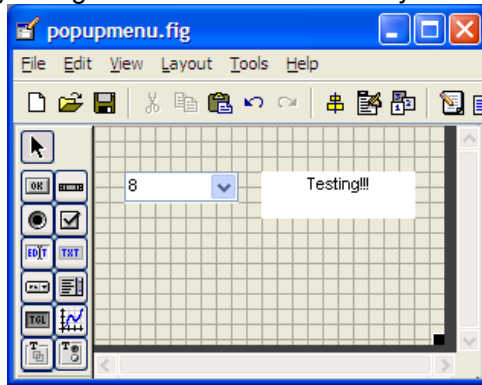 popupmenu.fig
File Edit View Layout Tools Help
OK
EDIT TXT
TGL
8
Testing!!!